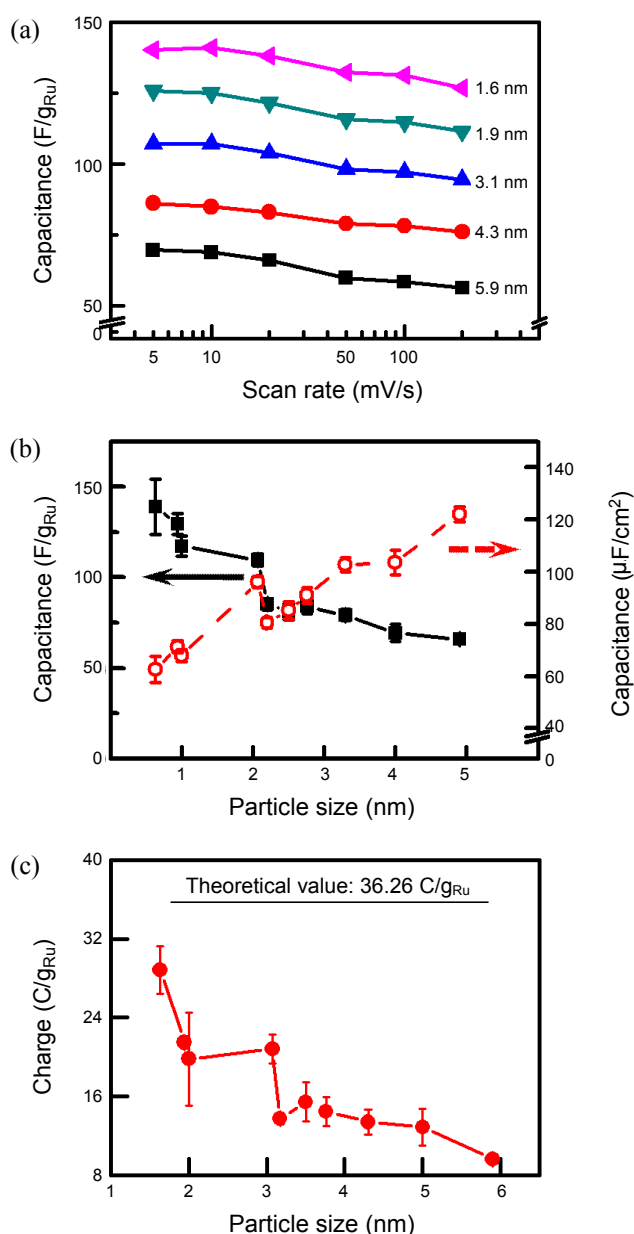 (a)
150
100
50
0
Capacitance (F/gRu)
1.6 nm
1.9 nm
3.1 nm
4.3 nm
5.9 nm
5 10 50 100
Scan rate (mV/s)
(b)
150
100
50
0
Capacitance (F/gRu)
140
120
100
80
60
40
0
Capacitance (µF/cm²)
1 2 3 4 5
Particle size (nm)
(c)
40
32
24
16
8
Charge (C/gRu)
Theoretical value: 36.26 C/gRu
1 2 3 4 5 6
Particle size (nm)